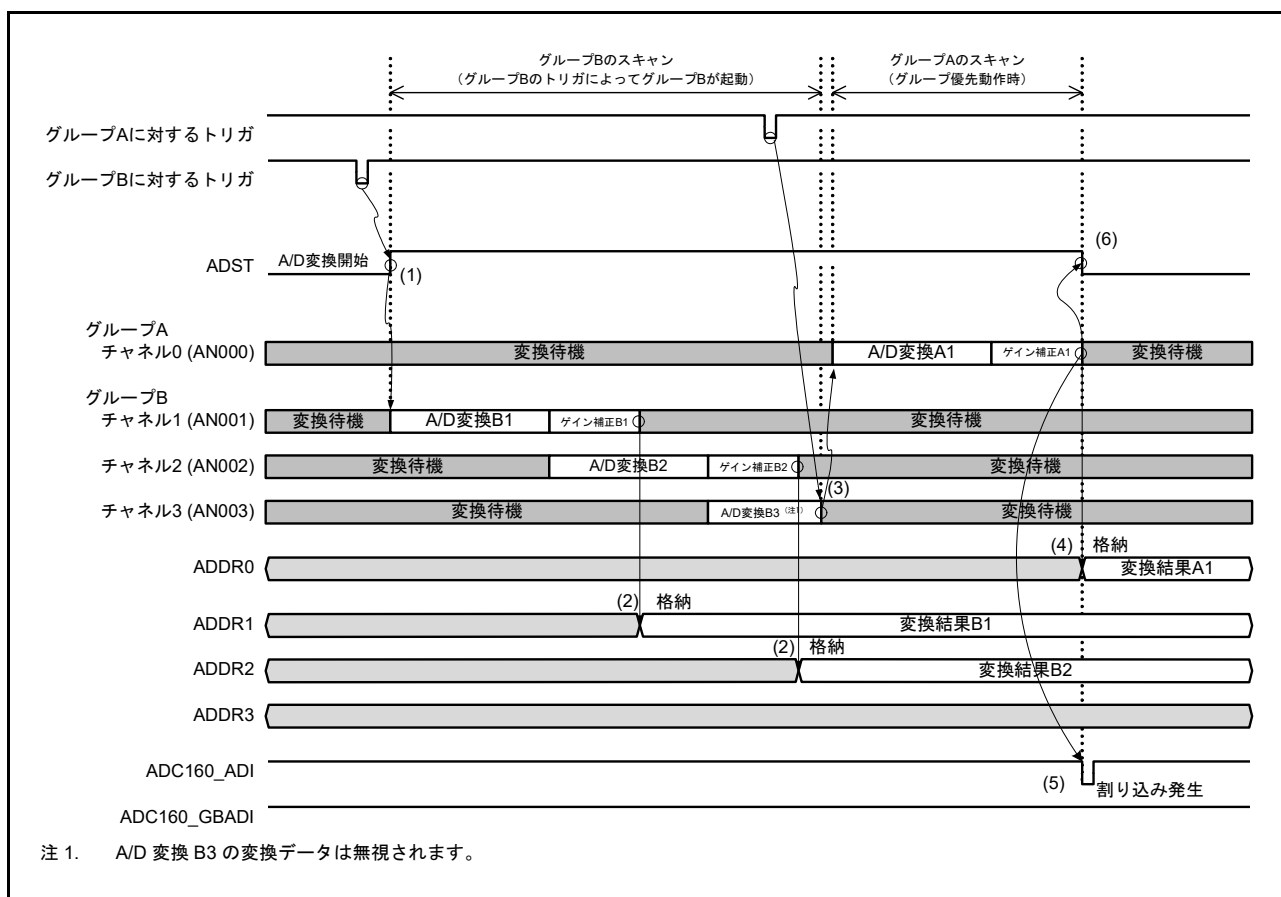 グループBのスキャン
(グループBのトリガによってグループBが起動)
グループAのスキャン
(グループ優先動作時)
グループAに対するトリガ
グループBに対するトリガ
ADST
A/D変換開始
(1)
(6)
グループA
チャネル0 (AN000)
変換待機
A/D変換A1
ゲイン補正A1
変換待機
グループB
チャネル1 (AN001)
変換待機
A/D変換B1
ゲイン補正B1
変換待機
チャネル2 (AN002)
変換待機
A/D変換B2
ゲイン補正B2
変換待機
(3)
チャネル3 (AN003)
変換待機
A/D変換B3 (注1)
変換待機
(4) 格納
ADDR0
変換結果A1
(2) 格納
ADDR1
変換結果B1
(2) 格納
ADDR2
変換結果B2
ADDR3
ADC160_ADI
(5)
割り込み発生
ADC160_GBADI
注 1. A/D 変換 B3 の変換データは無視されます。